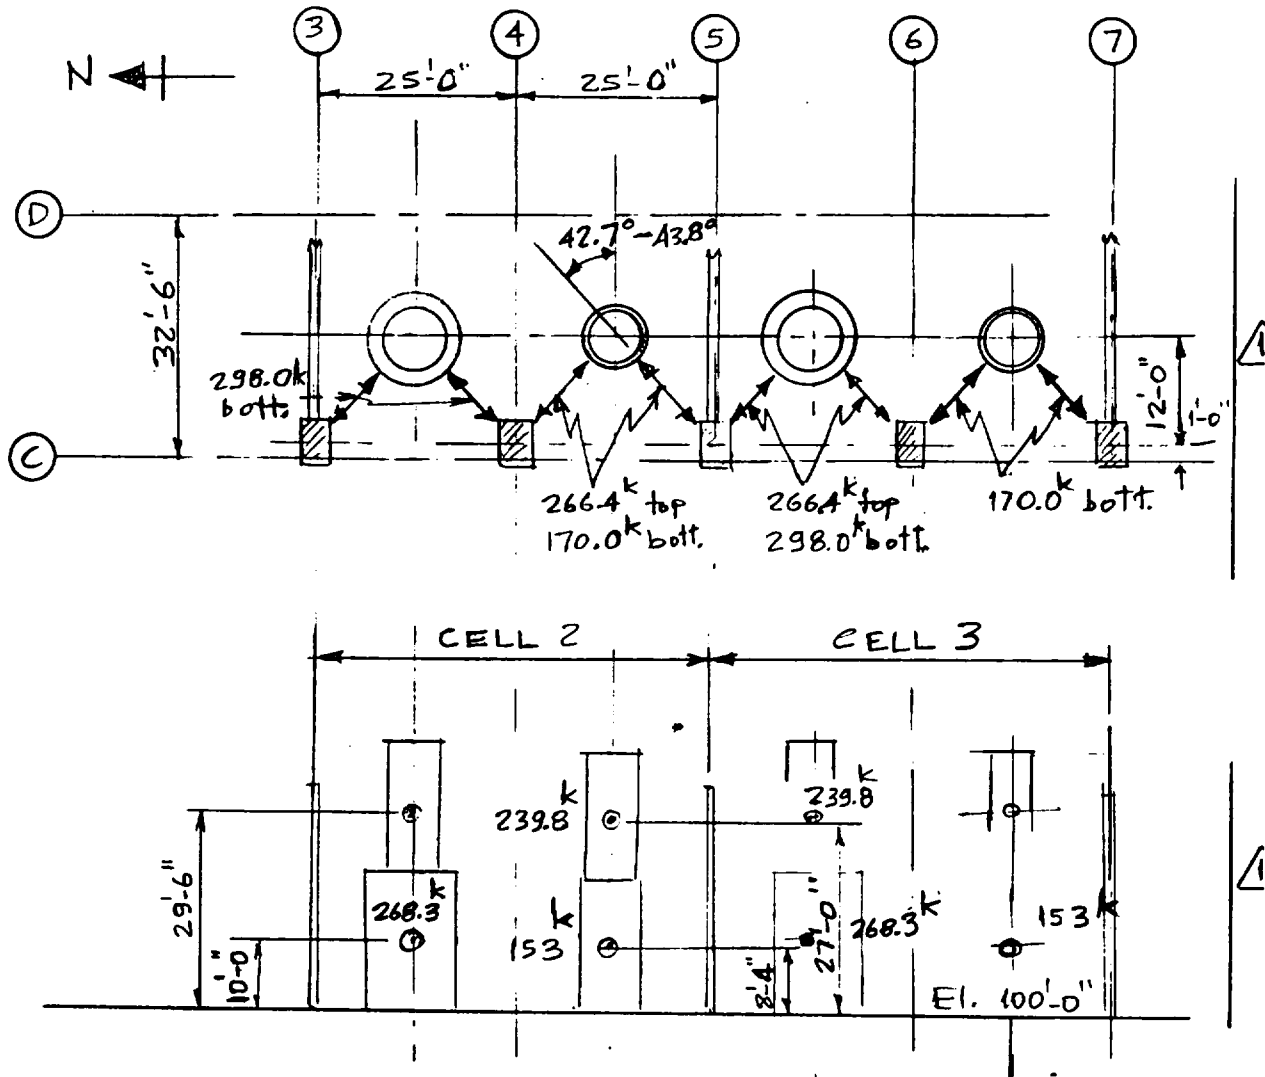 3 4 5 6 7
N
25'-0" 25'-0"
D
42.7°-43.8°
32'-6"
298.0k
bott.
12'-0"
1'-0"
C
266.4k top
170.0k bott.
266.4k top
298.0k bott.
170.0k bott.
1
CELL 2 CELL 3
239.8k
239.8k
29'-6"
268.3k
153k
268.3k
153k
10'-0"
8'-4"
27'-0"
El. 100'-0"
1